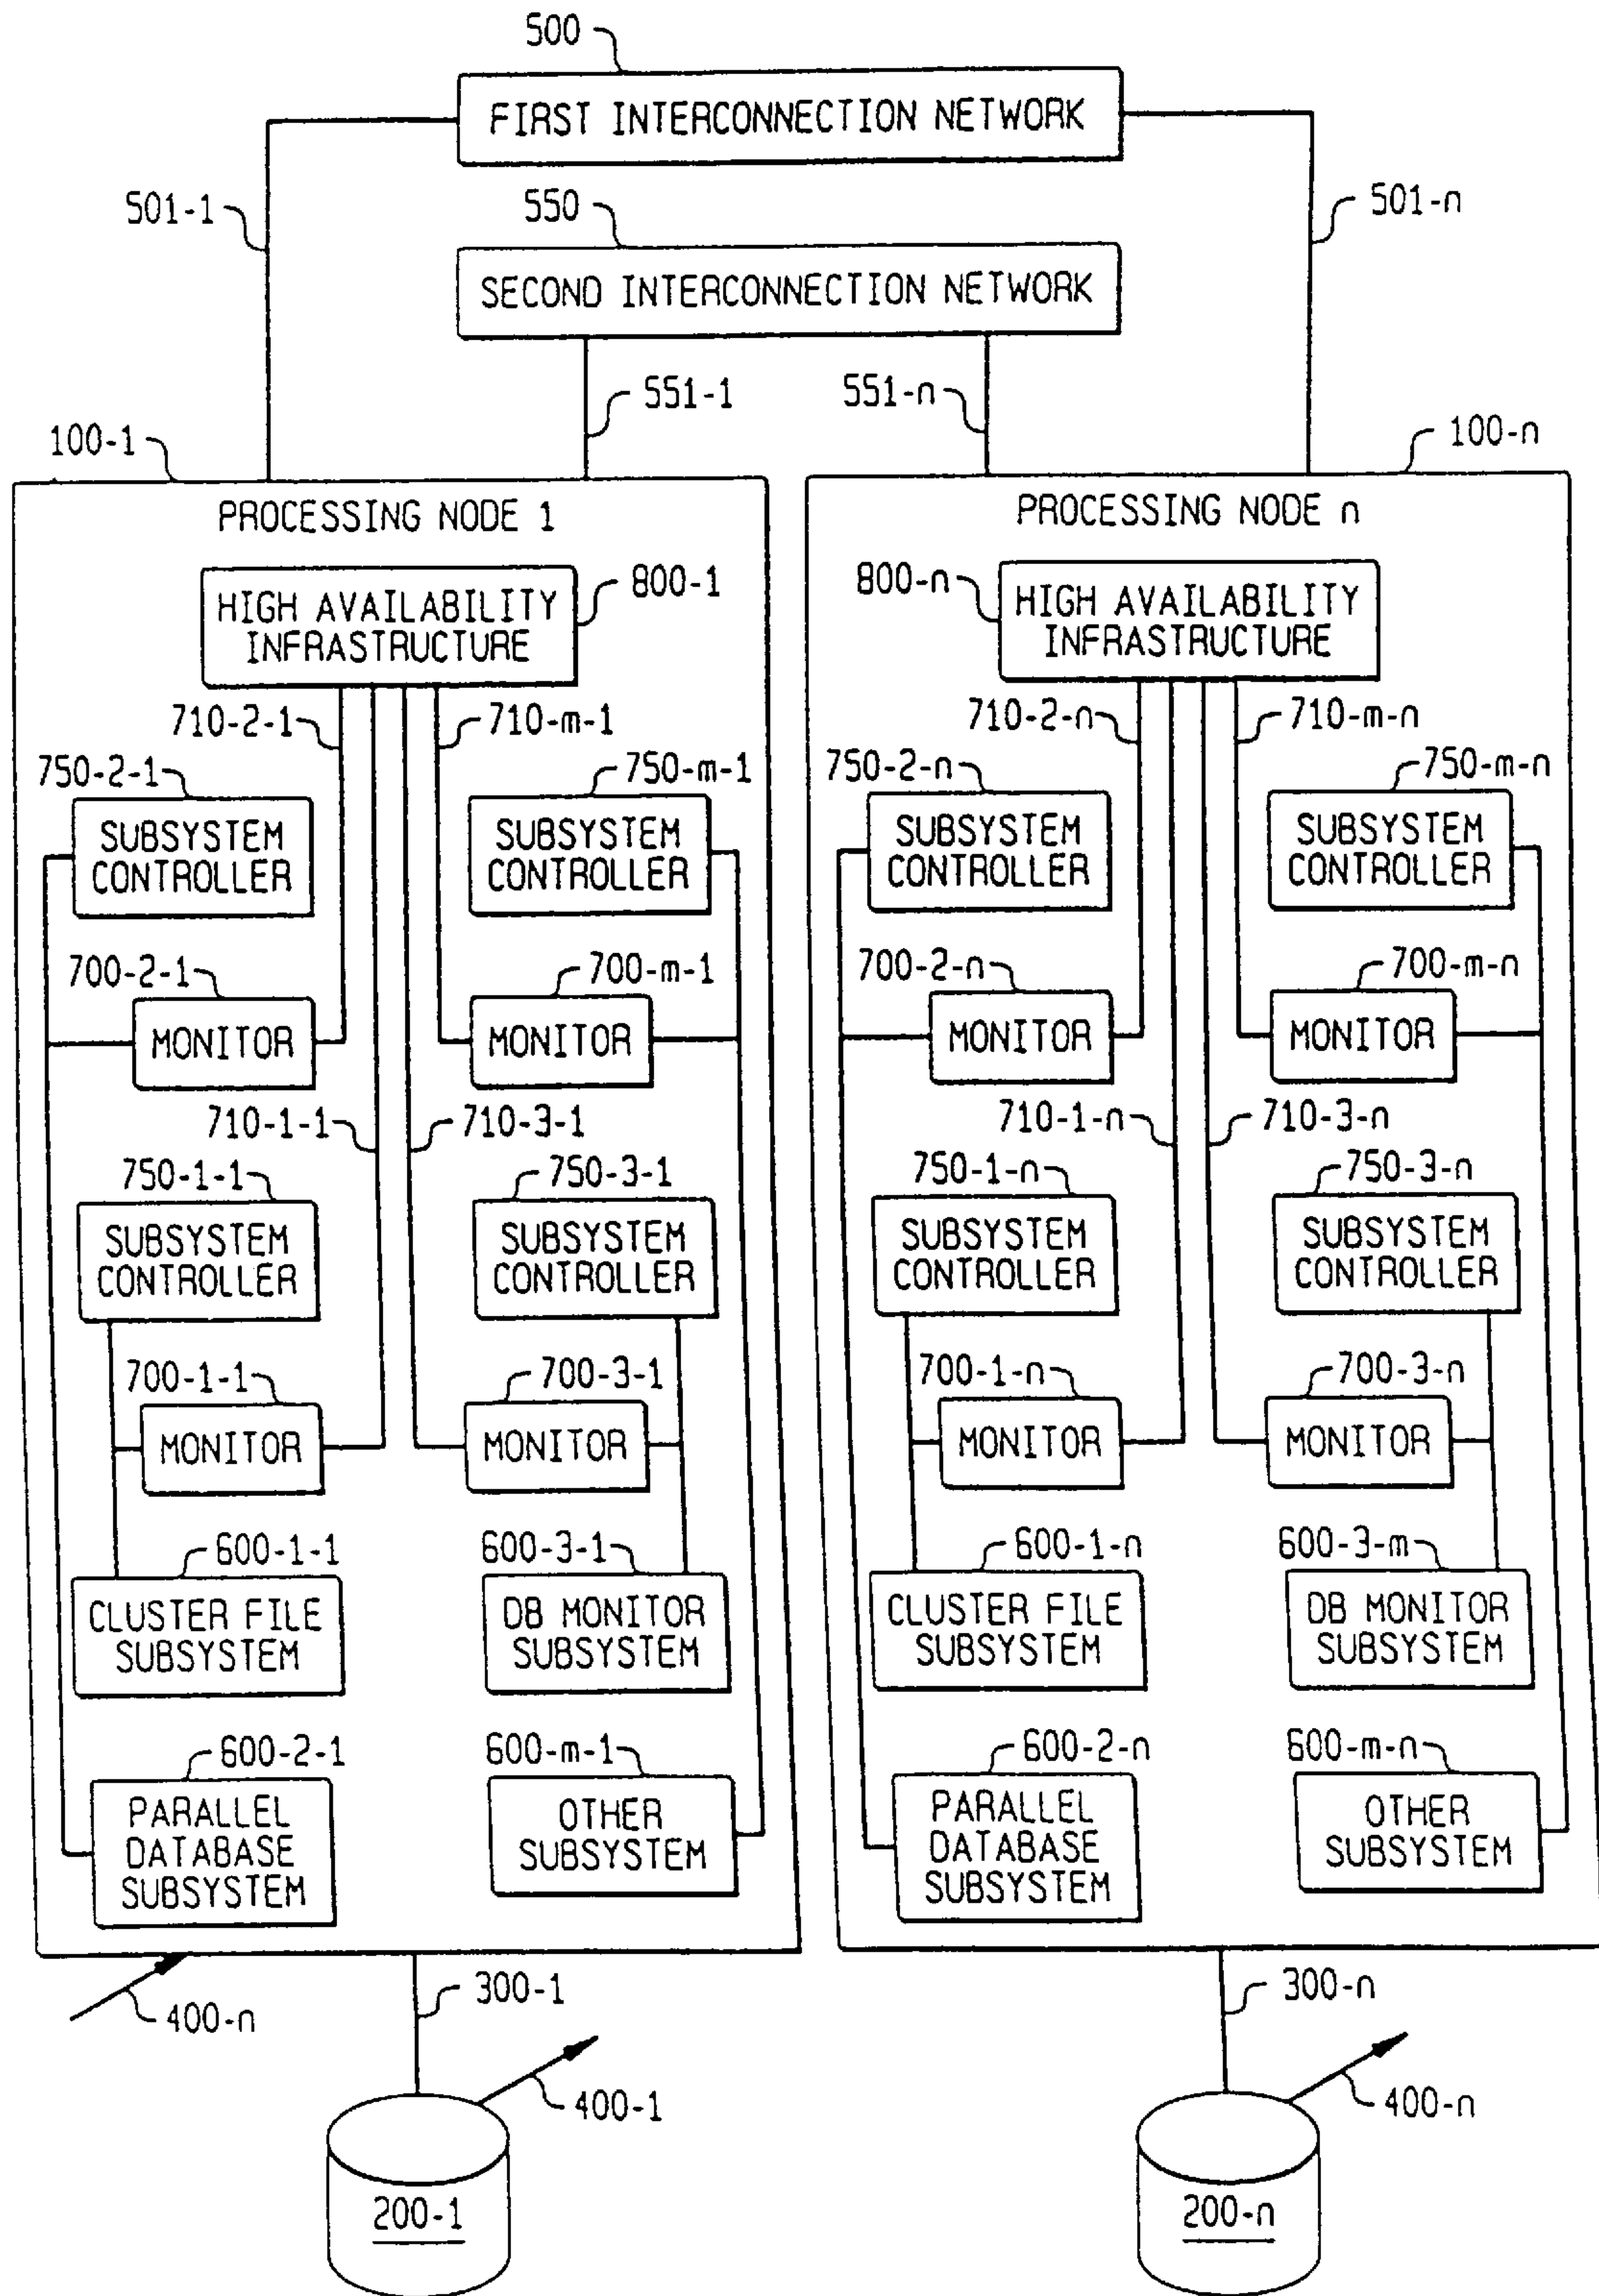 500
FIRST INTERCONNECTION NETWORK
501-1
501-n
550
SECOND INTERCONNECTION NETWORK
551-1
551-n
100-1
100-n
PROCESSING NODE 1
HIGH AVAILABILITY
INFRASTRUCTURE
800-1
710-2-1
710-m-1
750-2-1
750-m-1
SUBSYSTEM
CONTROLLER
SUBSYSTEM
CONTROLLER
700-2-1
700-m-1
MONITOR
MONITOR
710-1-1
710-3-1
750-1-1
750-3-1
SUBSYSTEM
CONTROLLER
SUBSYSTEM
CONTROLLER
700-1-1
700-3-1
MONITOR
MONITOR
600-1-1
600-3-1
CLUSTER FILE
SUBSYSTEM
DB MONITOR
SUBSYSTEM
600-2-1
600-m-1
PARALLEL
DATABASE
SUBSYSTEM
OTHER
SUBSYSTEM
PROCESSING NODE n
800-n
HIGH AVAILABILITY
INFRASTRUCTURE
710-2-n
710-m-n
750-2-n
750-m-n
SUBSYSTEM
CONTROLLER
SUBSYSTEM
CONTROLLER
700-2-n
700-m-n
MONITOR
MONITOR
710-1-n
710-3-n
750-1-n
750-3-n
SUBSYSTEM
CONTROLLER
SUBSYSTEM
CONTROLLER
700-1-n
700-3-n
MONITOR
MONITOR
600-1-n
600-3-m
CLUSTER FILE
SUBSYSTEM
DB MONITOR
SUBSYSTEM
600-2-n
600-m-n
PARALLEL
DATABASE
SUBSYSTEM
OTHER
SUBSYSTEM
400-n
300-1
400-1
200-1
300-n
400-n
200-n